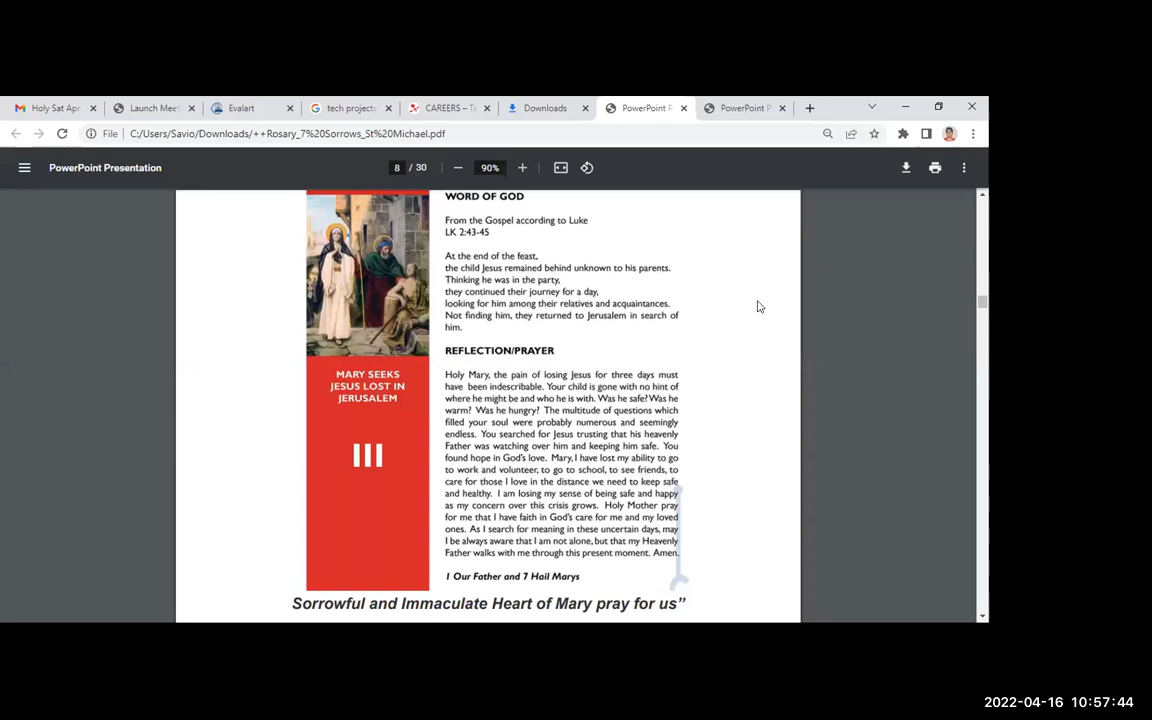 Holy Sat Apr
Launch Meet
Evalart
tech projects
CAREERS – Te
Downloads
PowerPoint P
PowerPoint P
File
C:/Users/Savio/Downloads/++Rosary_7%20Sorrows_St%20Michael.pdf
PowerPoint Presentation
8 / 30
90%
WORD OF GOD
From the Gospel according to Luke
LK 2:43-45
At the end of the feast,
the child Jesus remained behind unknown to his parents.
Thinking he was in the party,
they continued their journey for a day,
looking for him among their relatives and acquaintances.
Not finding him, they returned to Jerusalem in search of
him.
MARY SEEKS
JESUS LOST IN
JERUSALEM
III
REFLECTION/PRAYER
Holy Mary, the pain of losing Jesus for three days must
have been indescribable. Your child is gone with no hint of
where he might be and who he is with. Was he safe? Was he
warm? Was he hungry? The multitude of questions which
filled your soul were probably numerous and seemingly
endless. You searched for Jesus trusting that his heavenly
Father was watching over him and keeping him safe. You
found hope in God's love. Mary, I have lost my ability to go
to work and volunteer, to go to school, to see friends, to
care for those I love in the distance we need to keep safe
and healthy. I am losing my sense of being safe and happy
as my concern over this crisis grows. Holy Mother pray
for me that I have faith in God's care for me and my loved
ones. As I search for meaning in these uncertain days, may
I be always aware that I am not alone, but that my Heavenly
Father walks with me through this present moment. Amen.
1 Our Father and 7 Hail Marys
Sorrowful and Immaculate Heart of Mary pray for us”
2022-04-16 10:57:44